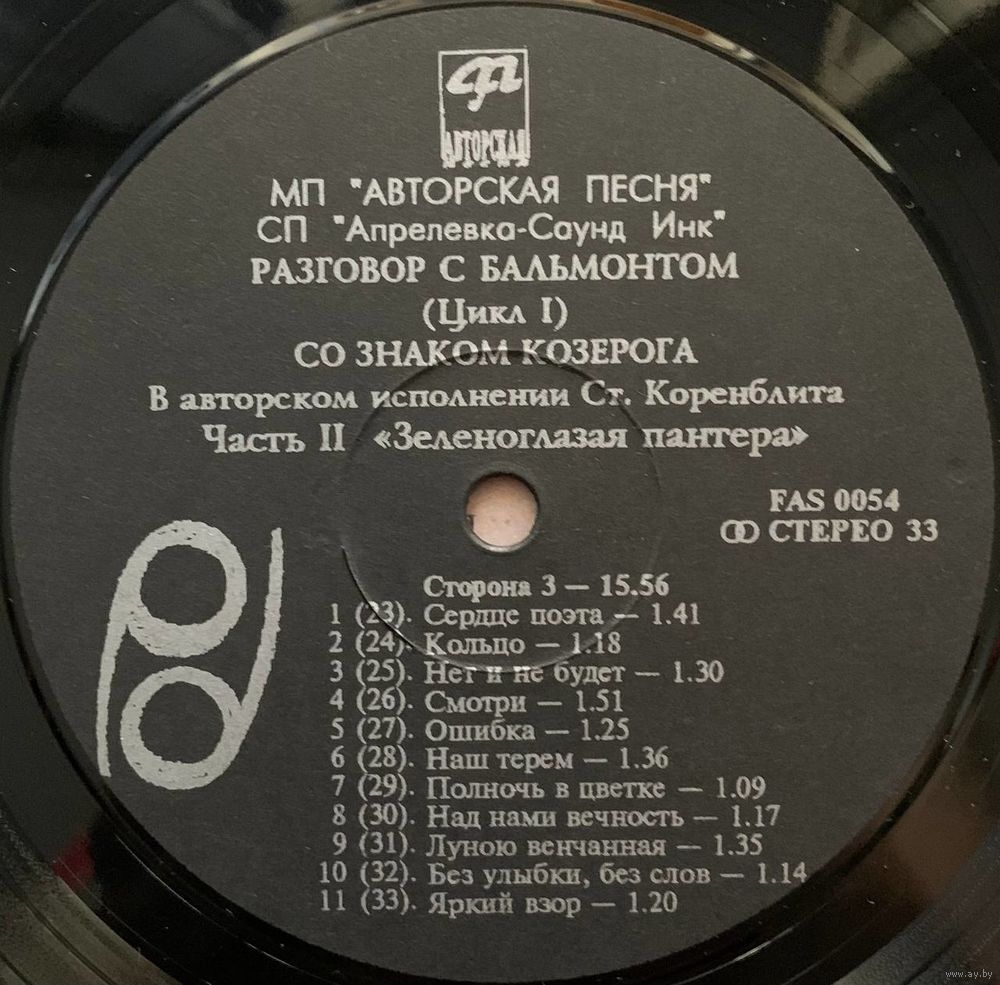 АВТОРСКАЯ
МП "АВТОРСКАЯ ПЕСНЯ"
СП "Апрелевка-Саунд Инк"
РАЗГОВОР С БАЛЬМОНТОМ
(Цикл I)
СО ЗНАКОМ КОЗЕРОГА
В авторском исполнении Ст. Коренблита
Часть II «Зеленоглазая пантера»
FAS 0054
СТЕРЕО 33
Сторона 3 — 15.56
1 (23). Сердце поэта — 1.41
2 (24). Кольцо — 1.18
3 (25). Нет и не будет — 1.30
4 (26). Смотри — 1.51
5 (27). Ошибка — 1.25
6 (28). Наш терем — 1.36
7 (29). Полночь в цветке — 1.09
8 (30). Над нами вечность — 1.17
9 (31). Луною венчанная — 1.35
10 (32). Без улыбки, без слов — 1.14
11 (33). Яркий взор — 1.20
www.ay.by